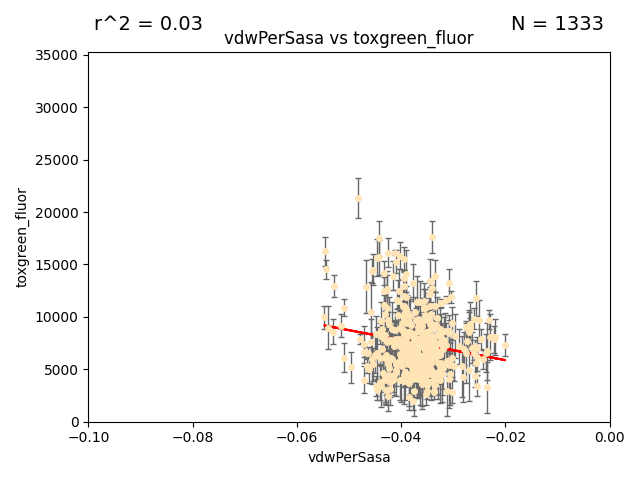 r^2 = 0.03
N = 1333
vdwPerSasa vs toxgreen_fluor
35000
30000
25000
20000
15000
10000
5000
0
toxgreen_fluor
−0.10
−0.08
−0.06
−0.04
−0.02
0.00
vdwPerSasa